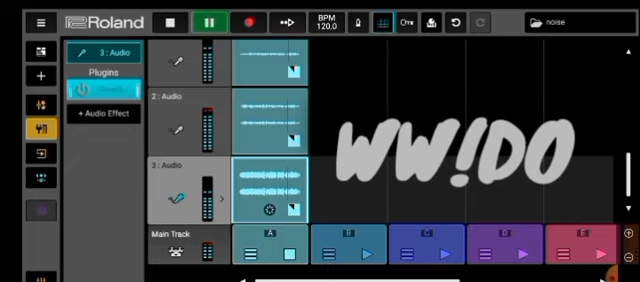 Roland
BPM
120.0
noise
3 : Audio
Plugins
+ Audio Effect
2 : Audio
WW!DO
3 : Audio
Main Track
A
B
C
D
E